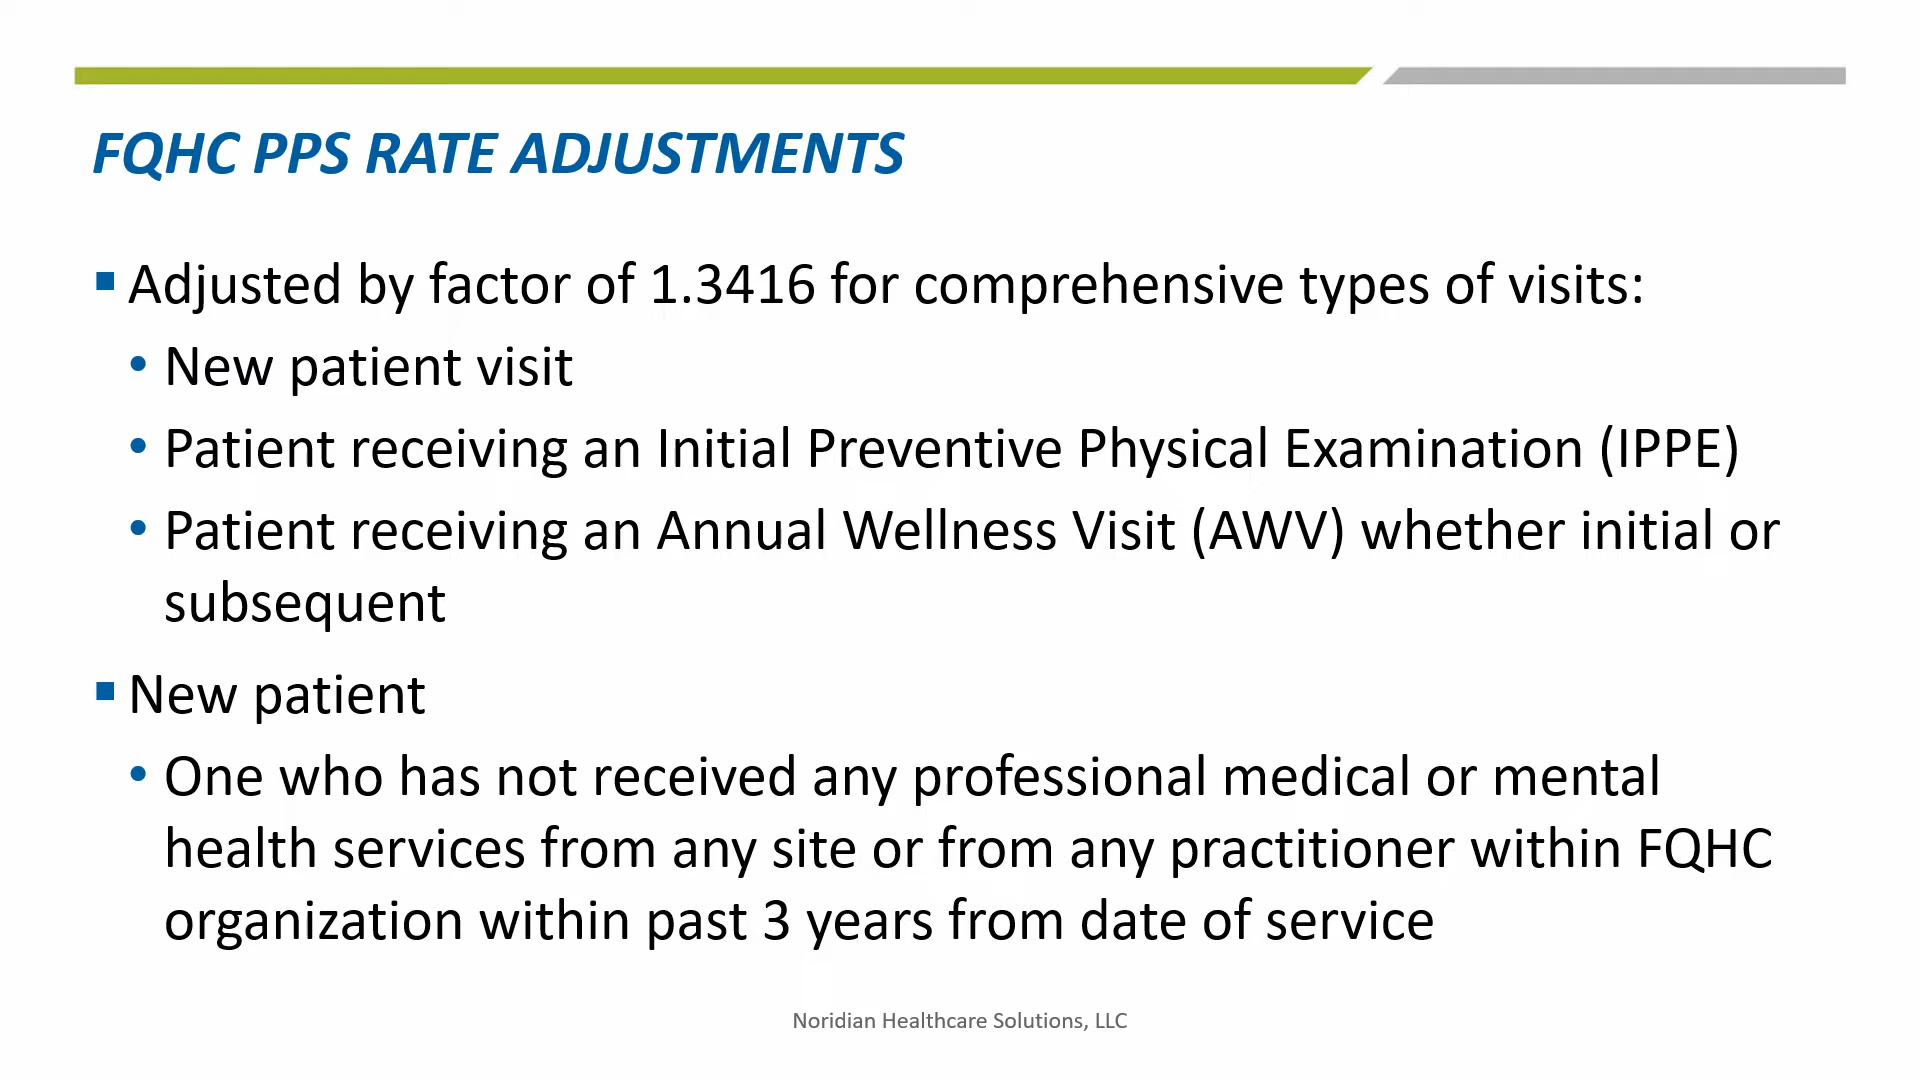 FQHC PPS RATE ADJUSTMENTS
▪ Adjusted by factor of 1.3416 for comprehensive types of visits:
• New patient visit
• Patient receiving an Initial Preventive Physical Examination (IPPE)
• Patient receiving an Annual Wellness Visit (AWV) whether initial or
subsequent
▪ New patient
• One who has not received any professional medical or mental
health services from any site or from any practitioner within FQHC
organization within past 3 years from date of service
Noridian Healthcare Solutions, LLC